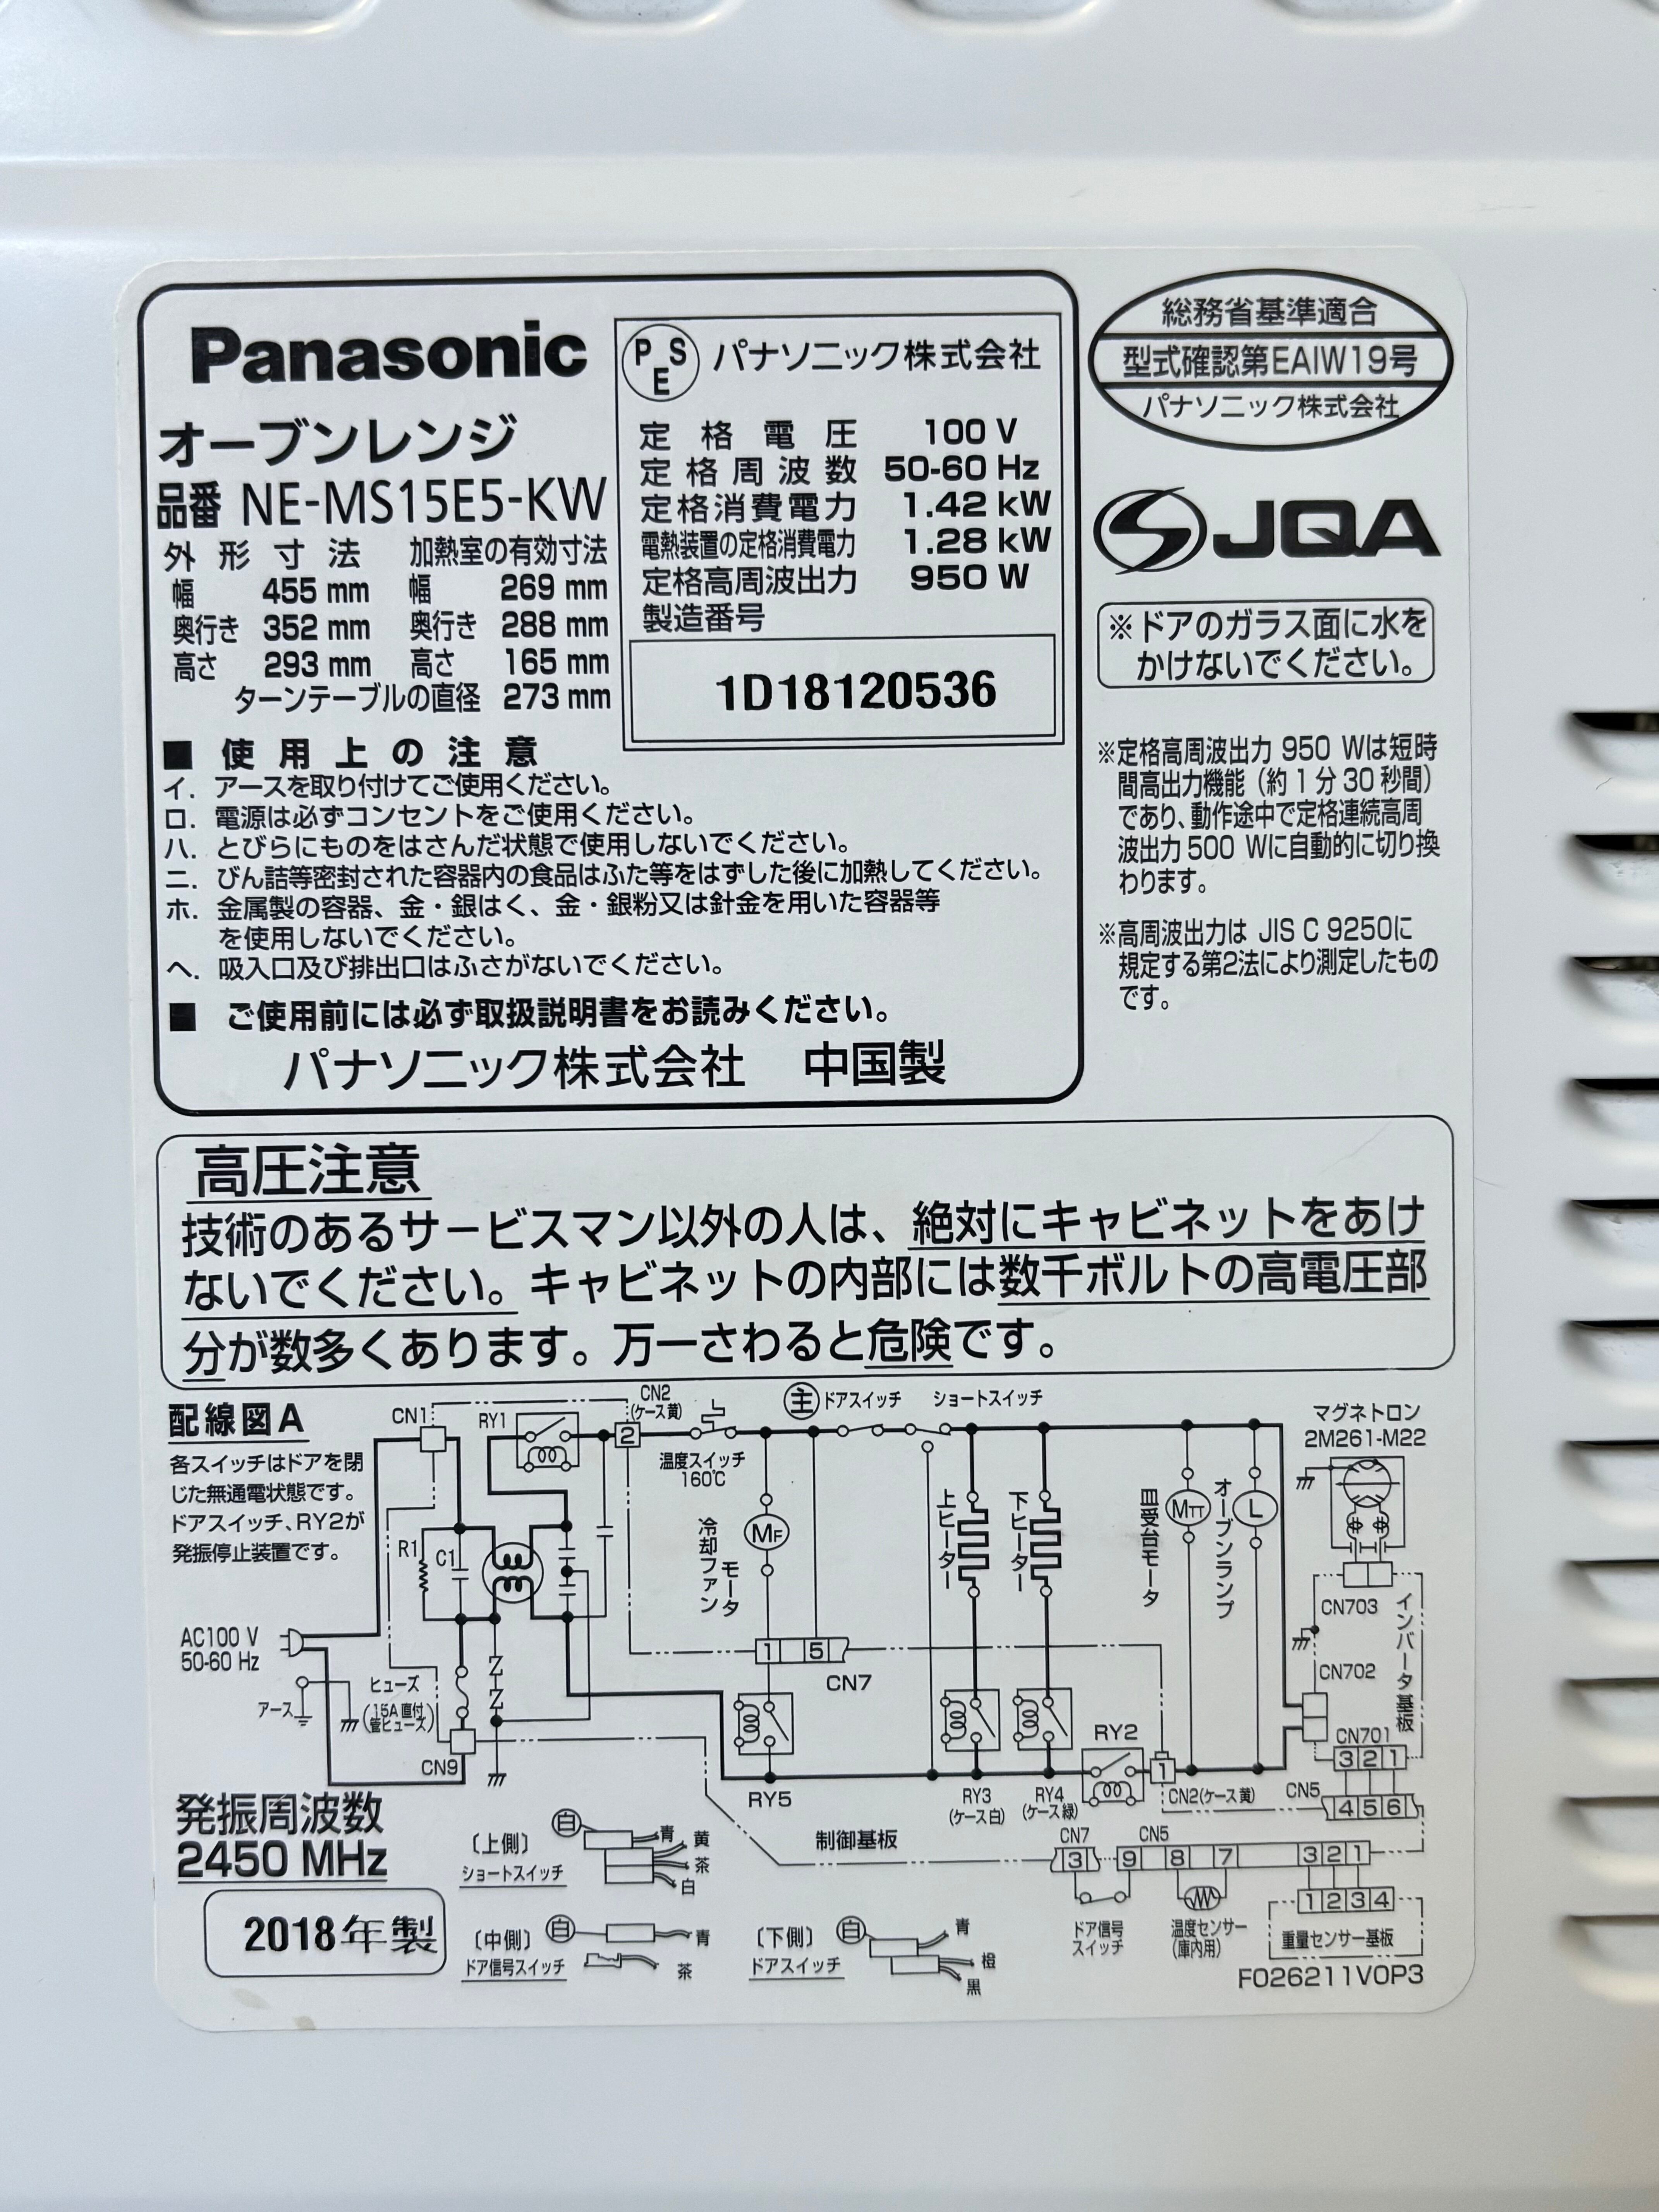 Panasonic
オーブンレンジ
品番 NE-MS15E5-KW
外形寸法 加熱室の有効寸法
幅 455 mm 幅 269 mm
奥行き 352 mm 奥行き 288 mm
高さ 293 mm 高さ 165 mm
ターンテーブルの直径 273 mm
PSE パナソニック株式会社
定格電圧 100 V
定格周波数 50-60 Hz
定格消費電力 1.42 kW
電熱装置の定格消費電力 1.28 kW
定格高周波出力 950 W
製造番号
1D18120536
■ 使用上の注意
イ. アースを取り付けてご使用ください。
ロ. 電源は必ずコンセントをご使用ください。
ハ. とびらにものをはさんだ状態で使用しないでください。
ニ. びん詰等密封された容器内の食品はふた等をはずした後に加熱してください。
ホ. 金属製の容器、金・銀はく、金・銀粉又は針金を用いた容器等
を使用しないでください。
ヘ. 吸入口及び排出口はふさがないでください。
■ ご使用前には必ず取扱説明書をお読みください。
パナソニック株式会社 中国製
総務省基準適合
型式確認第EAIW19号
パナソニック株式会社
JQA
※ドアのガラス面に水を
かけないでください。
※定格高周波出力 950 Wは短時
間高出力機能（約1分30秒間）
であり、動作途中で定格連続高周
波出力500 Wに自動的に切り換
わります。
※高周波出力は JIS C 9250に
規定する第2法により測定したもの
です。
高圧注意
技術のあるサービスマン以外の人は、絶対にキャビネットをあけ
ないでください。キャビネットの内部には数千ボルトの高電圧部
分が数多くあります。万一さわると危険です。
配線図A
各スイッチはドアを閉
じた無通電状態です。
ドアスイッチ、RY2が
発振停止装置です。
CN1
RY1
CN2
(ケース黄)
2
温度スイッチ
160℃
主 ドアスイッチ
ショートスイッチ
マグネトロン
2M261-M22
R1
C1
冷却ファン
モータ
MF
上ヒーター
下ヒーター
皿受台モータ
MTT
オーブンランプ
L
CN703
インバータ基板
CN702
CN701
3 2 1
AC100 V
50-60 Hz
アース
ヒューズ
(15A直付
管ヒューズ)
CN9
1 5
CN7
RY5
RY3
(ケース白)
RY4
(ケース緑)
RY2
1
CN2(ケース黄)
CN5
4 5 6
発振周波数
2450 MHz
2018年製
制御基板
CN7
3
CN5
9 8 7 3 2 1
1 2 3 4
ドア信号
スイッチ
温度センサー
(庫内用)
重量センサー基板
F026211V0P3
〔上側〕
ショートスイッチ
白
青
黄
茶
白
〔中側〕
ドア信号スイッチ
白
青
茶
〔下側〕
ドアスイッチ
白
青
橙
黒